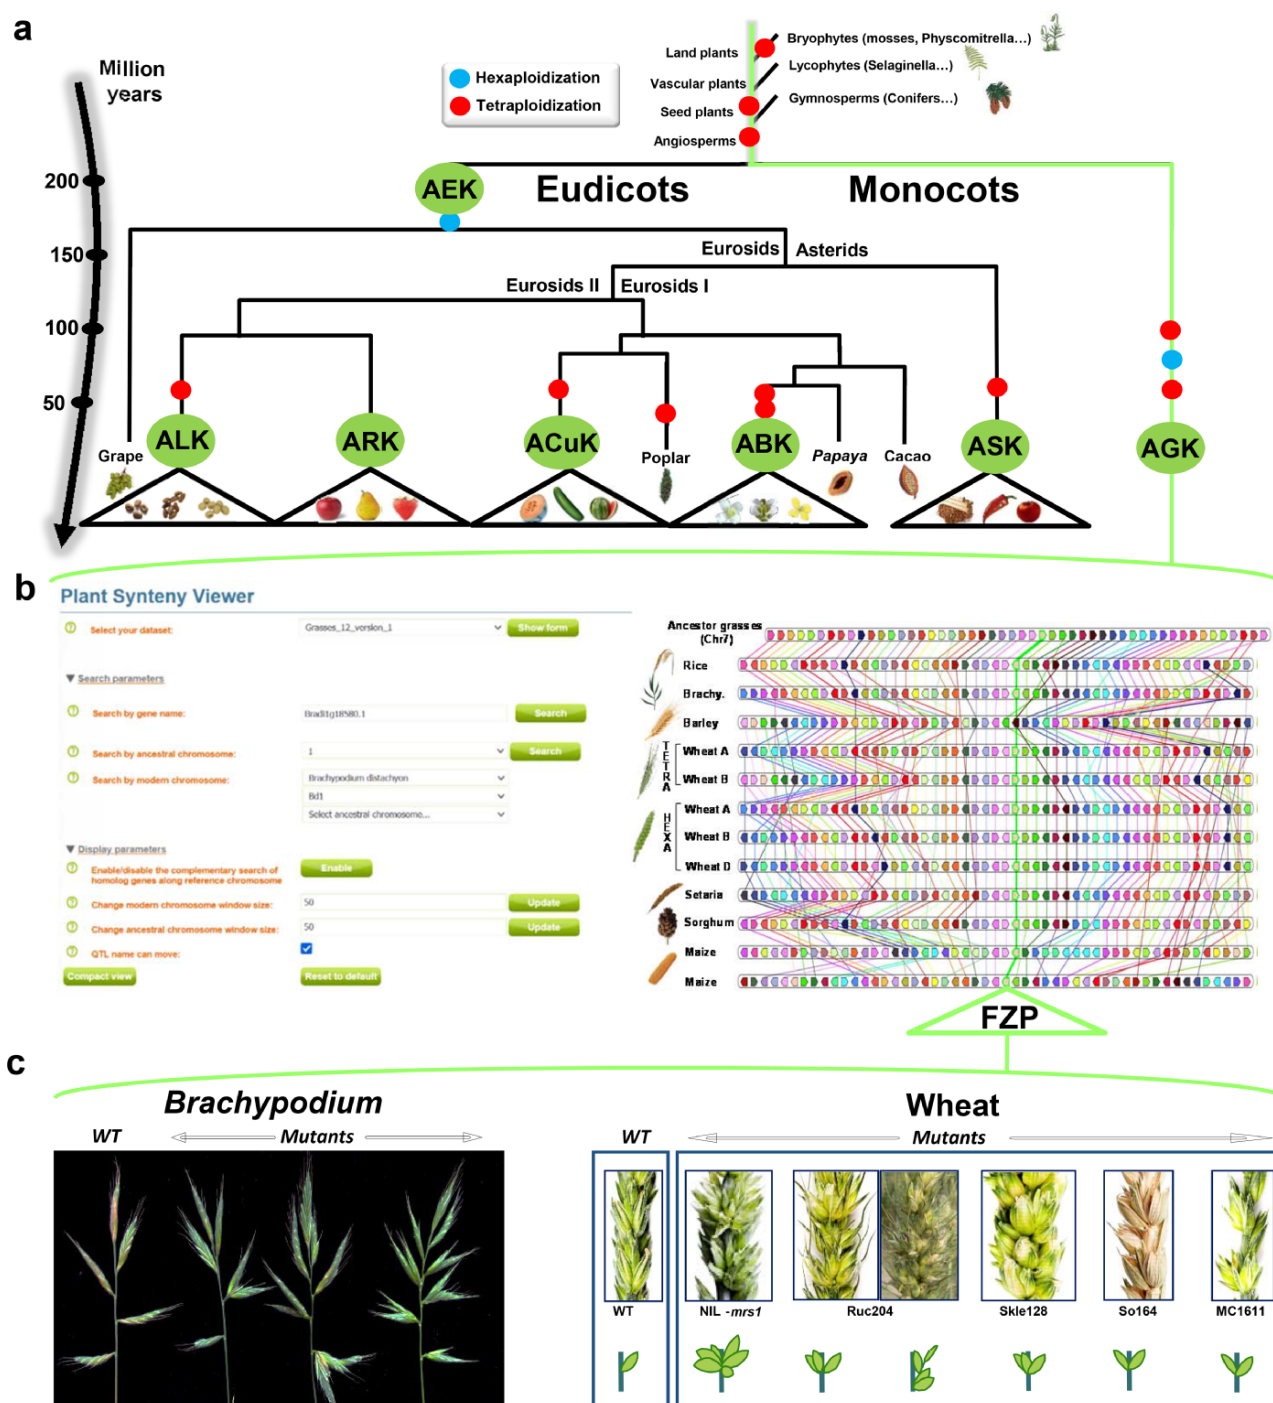 a
Million
years
200
150
100
50
Hexaploidization
Tetraploidization
Land plants
Vascular plants
Seed plants
Angiosperms
Bryophytes (mosses, Physcomitrella...)
Lycophytes (Selaginella...)
Gymnosperms (Conifers...)
AEK
Eudicots
Monocots
Eurosids
Asterids
Eurosids II
Eurosids I
Grape
ALK
ARK
ACuK
Poplar
ABK
Papaya
Cacao
ASK
AGK
b
Plant Synteny Viewer
Select your dataset:
Grasses_12_version_1
Show form
Search parameters
Search by gene name:
Bradi1g18580.1
Search
Search by ancestral chromosome:
1
Search
Search by modern chromosome:
Brachypodium distachyon
Bd1
Select ancestral chromosome...
Display parameters
Enable/disable the complementary search of
homolog genes along reference chromosome
Enable
Change modern chromosome window size:
50
Update
Change ancestral chromosome window size:
50
Update
QTL name can move:
Compact view
Reset to default
Ancestor grasses
(Chr7)
Rice
Brachy.
Barley
TETRA
Wheat A
Wheat B
HEXA
Wheat A
Wheat B
Wheat D
Setaria
Sorghum
Maize
Maize
FZP
c
Brachypodium
WT
Mutants
Wheat
WT
Mutants
WT
NIL -mrs1
Ruc204
Skle128
So164
MC1611